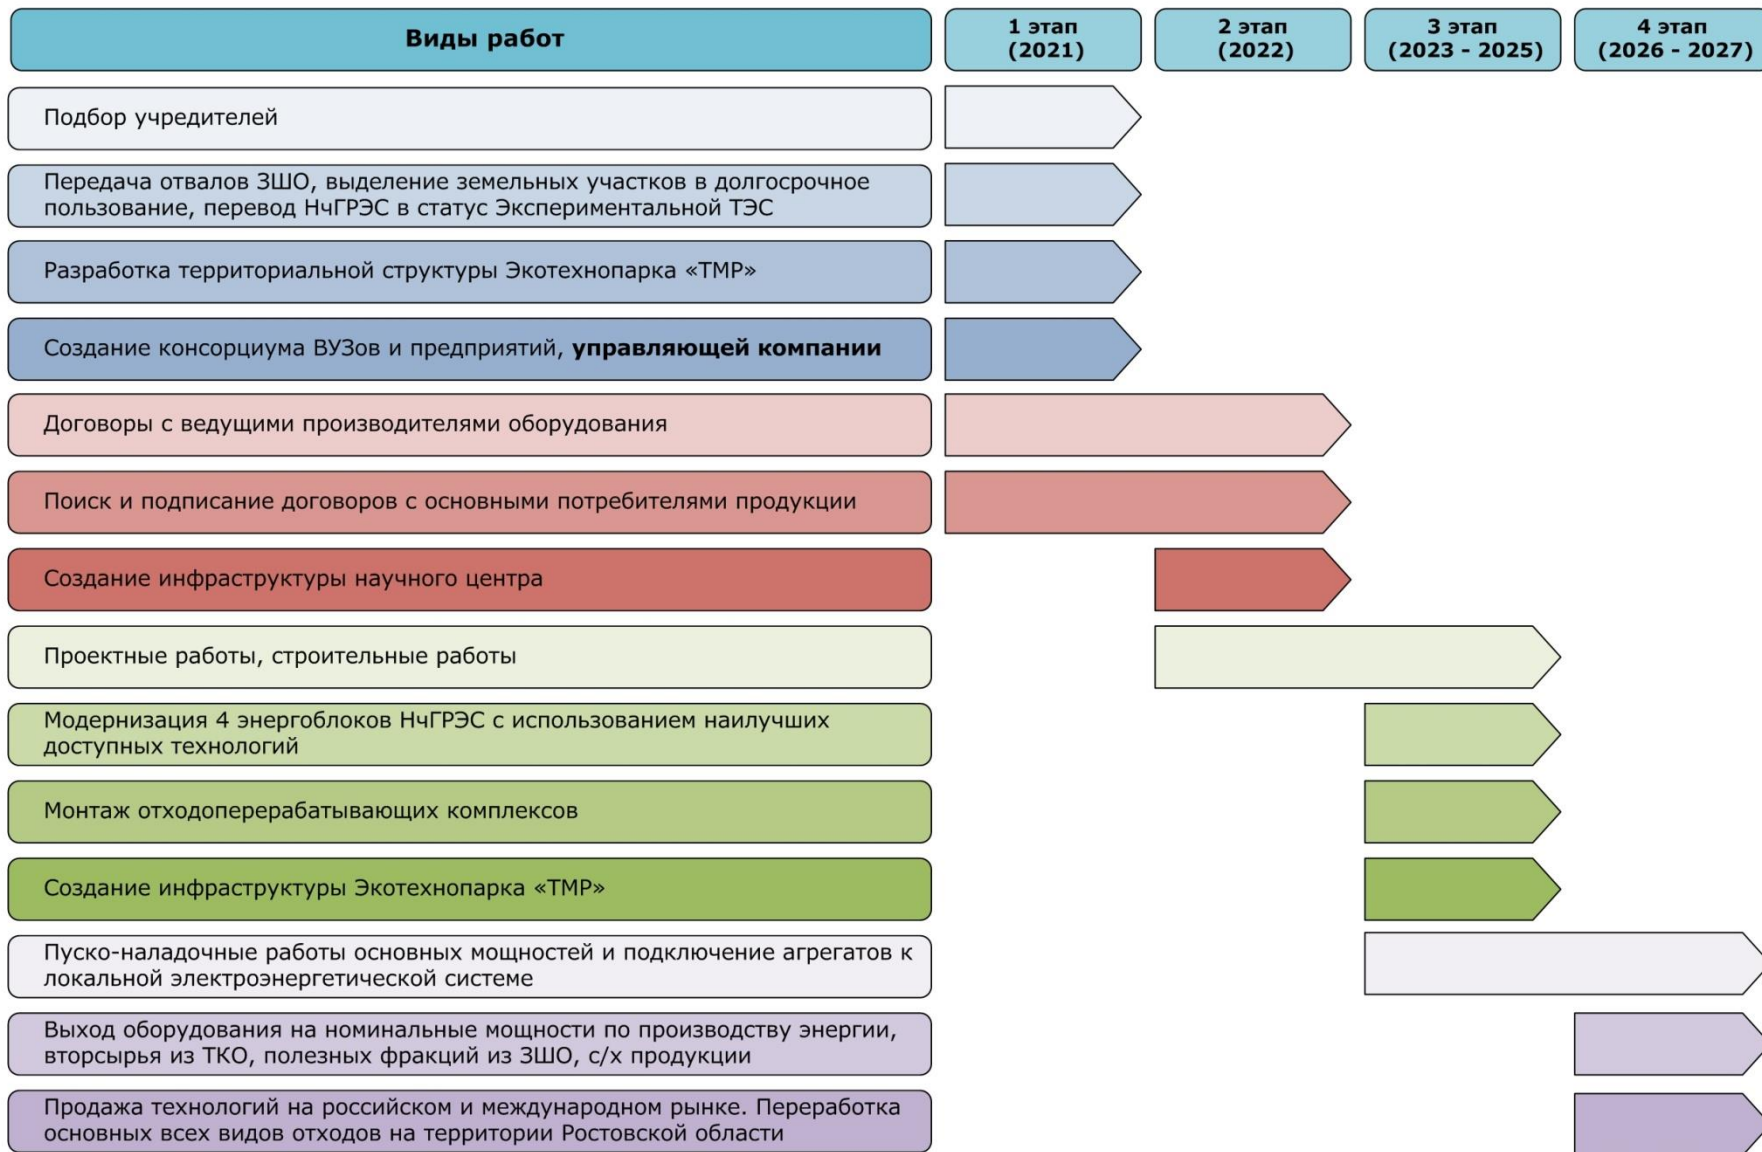 Виды работ
1 этап
(2021)
2 этап
(2022)
3 этап
(2023 - 2025)
4 этап
(2026 - 2027)
Подбор учредителей
Передача отвалов ЗШО, выделение земельных участков в долгосрочное
пользование, перевод НчГРЭС в статус Экспериментальной ТЭС
Разработка территориальной структуры Экотехнопарка «ТМР»
Создание консорциума ВУЗов и предприятий, управляющей компании
Договоры с ведущими производителями оборудования
Поиск и подписание договоров с основными потребителями продукции
Создание инфраструктуры научного центра
Проектные работы, строительные работы
Модернизация 4 энергоблоков НчГРЭС с использованием наилучших
доступных технологий
Монтаж отходоперерабатывающих комплексов
Создание инфраструктуры Экотехнопарка «ТМР»
Пуско-наладочные работы основных мощностей и подключение агрегатов к
локальной электроэнергетической системе
Выход оборудования на номинальные мощности по производству энергии,
вторсырья из ТКО, полезных фракций из ЗШО, с/х продукции
Продажа технологий на российском и международном рынке. Переработка
основных всех видов отходов на территории Ростовской области